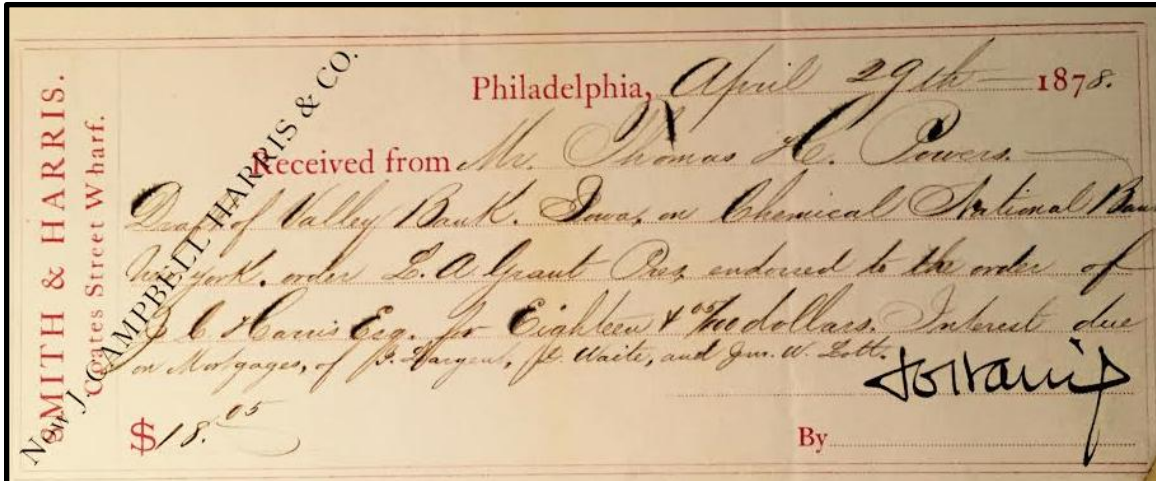 SMITH & HARRIS.
Coates Street Wharf.
Now J. CAMPBELL HARRIS & CO.
Philadelphia, April 29th 1878.
Received from Mr. Thomas H. Powers.
Draft of Valley Bank. Iowa, on Chemical National Bank
New York. order L. A Grant Pres endorsed to the order of
J C Harris Esq. for Eighteen & 05/100 dollars. Interest due
on Mortgages, of J. Sargent, J. Waite, and Jno. W. Lott.
$18.05
By